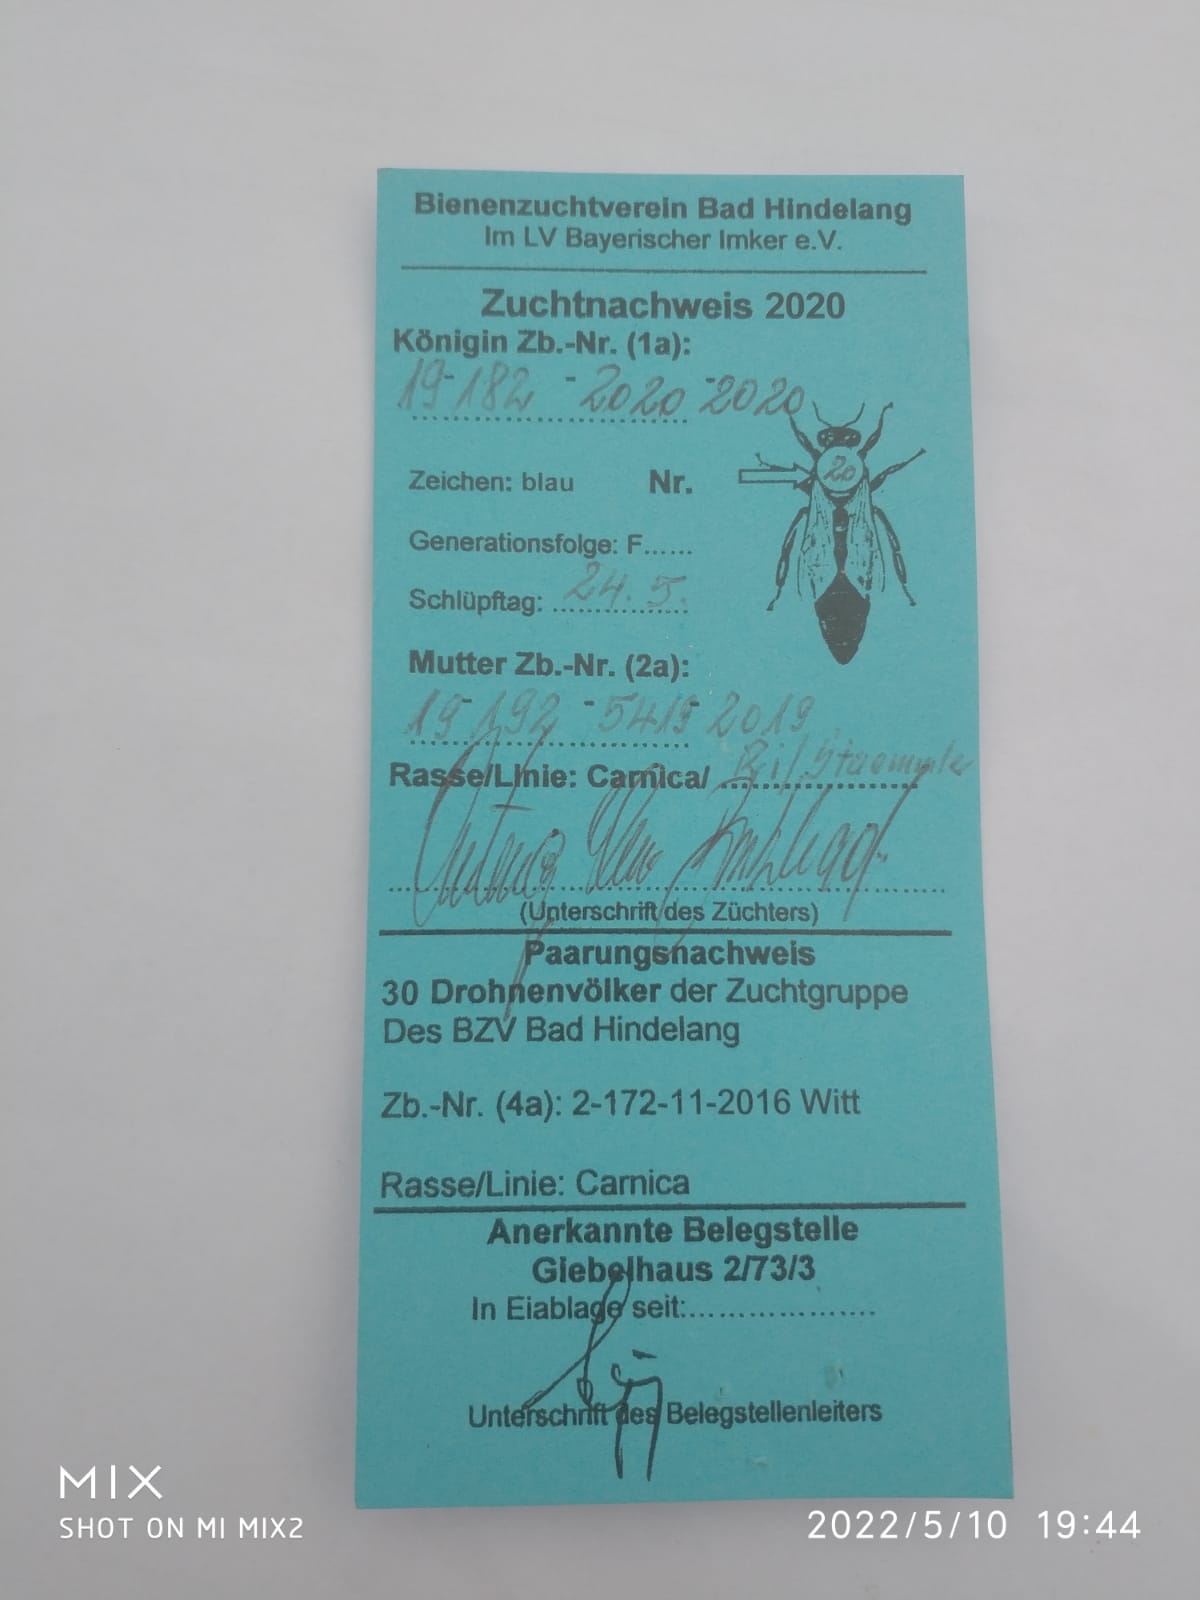 Bienenzuchtverein Bad Hindelang
Im LV Bayerischer Imker e.V.
Zuchtnachweis 2020
Königin Zb.-Nr. (1a):
19-182 - 2020 -2020
20
Zeichen: blau Nr.
Generationsfolge: F......
Schlüpftag: 24. 5.
Mutter Zb.-Nr. (2a):
19-192 -5419 2019
Rasse/Linie: Carnica/
(Unterschrift des Züchters)
Paarungsnachweis
30 Drohnenvölker der Zuchtgruppe
Des BZV Bad Hindelang
Zb.-Nr. (4a): 2-172-11-2016 Witt
Rasse/Linie: Carnica
Anerkannte Belegstelle
Giebelhaus 2/73/3
In Eiablage seit:....................
Unterschrift des Belegstellenleiters
MIX
SHOT ON MI MIX2
2022/5/10 19:44